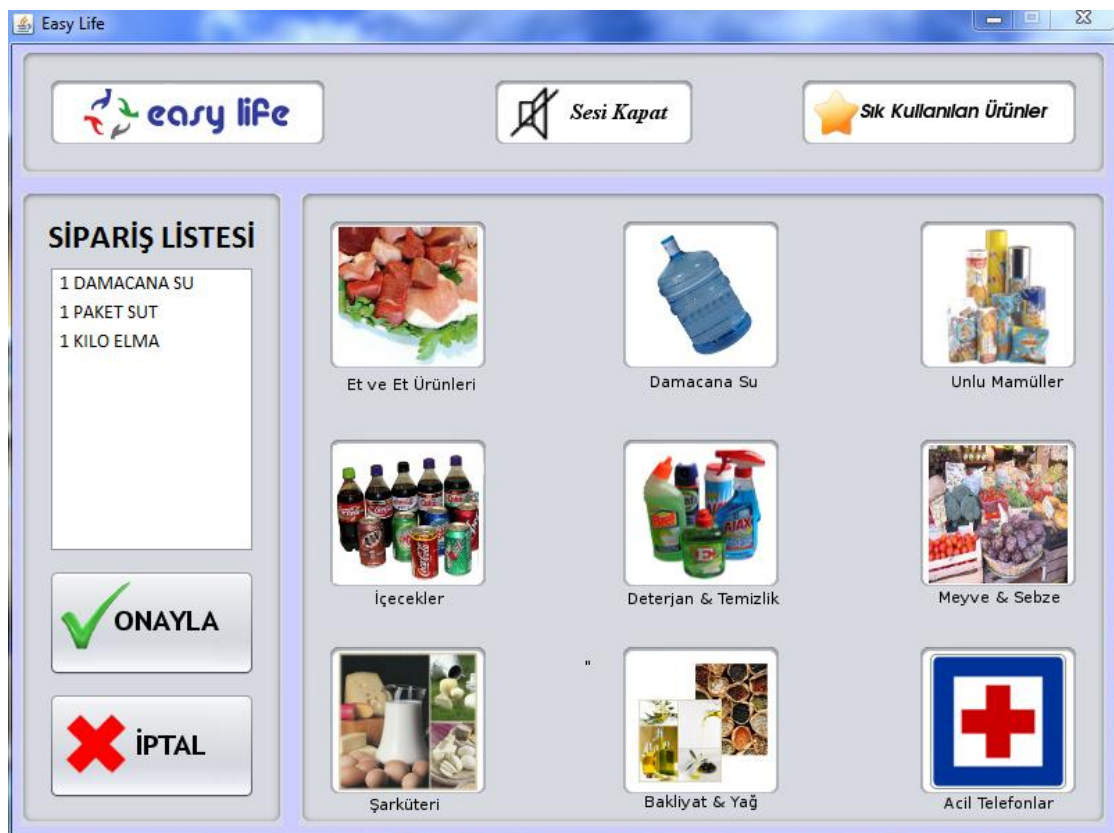 Easy Life
easy life
Sesi Kapat
Sık Kullanılan Ürünler
SİPARİŞ LİSTESİ
1 DAMACANA SU
1 PAKET SUT
1 KILO ELMA
ONAYLA
İPTAL
Et ve Et Ürünleri
Damacana Su
Unlu Mamüller
İçecekler
Deterjan & Temizlik
AJAX
Meyve & Sebze
"
Şarküteri
Bakliyat & Yağ
Acil Telefonlar